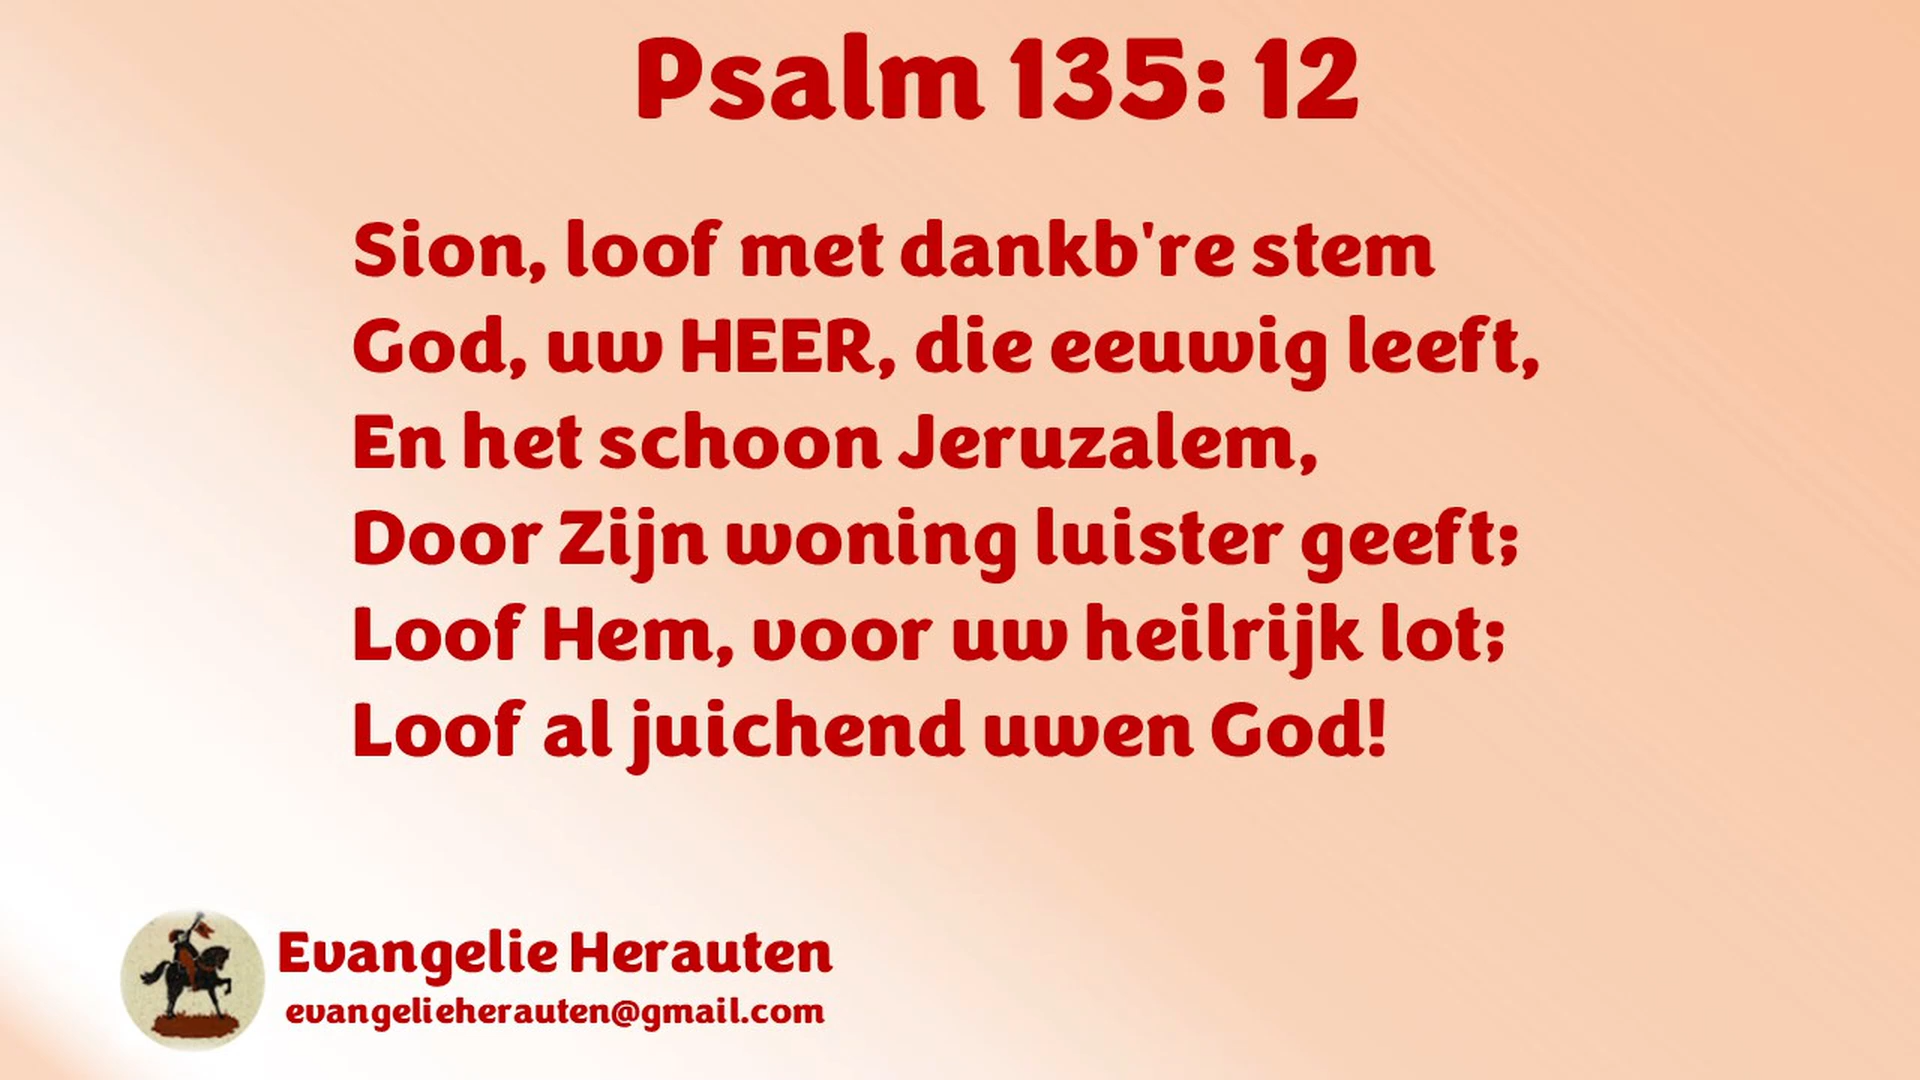 Psalm 135: 12
Sion, loof met dankb're stem
God, uw HEER, die eeuwig leeft,
En het schoon Jeruzalem,
Door Zijn woning luister geeft;
Loof Hem, voor uw heilrijk lot;
Loof al juichend uwen God!
Evangelie Herauten
evangelieherauten@gmail.com